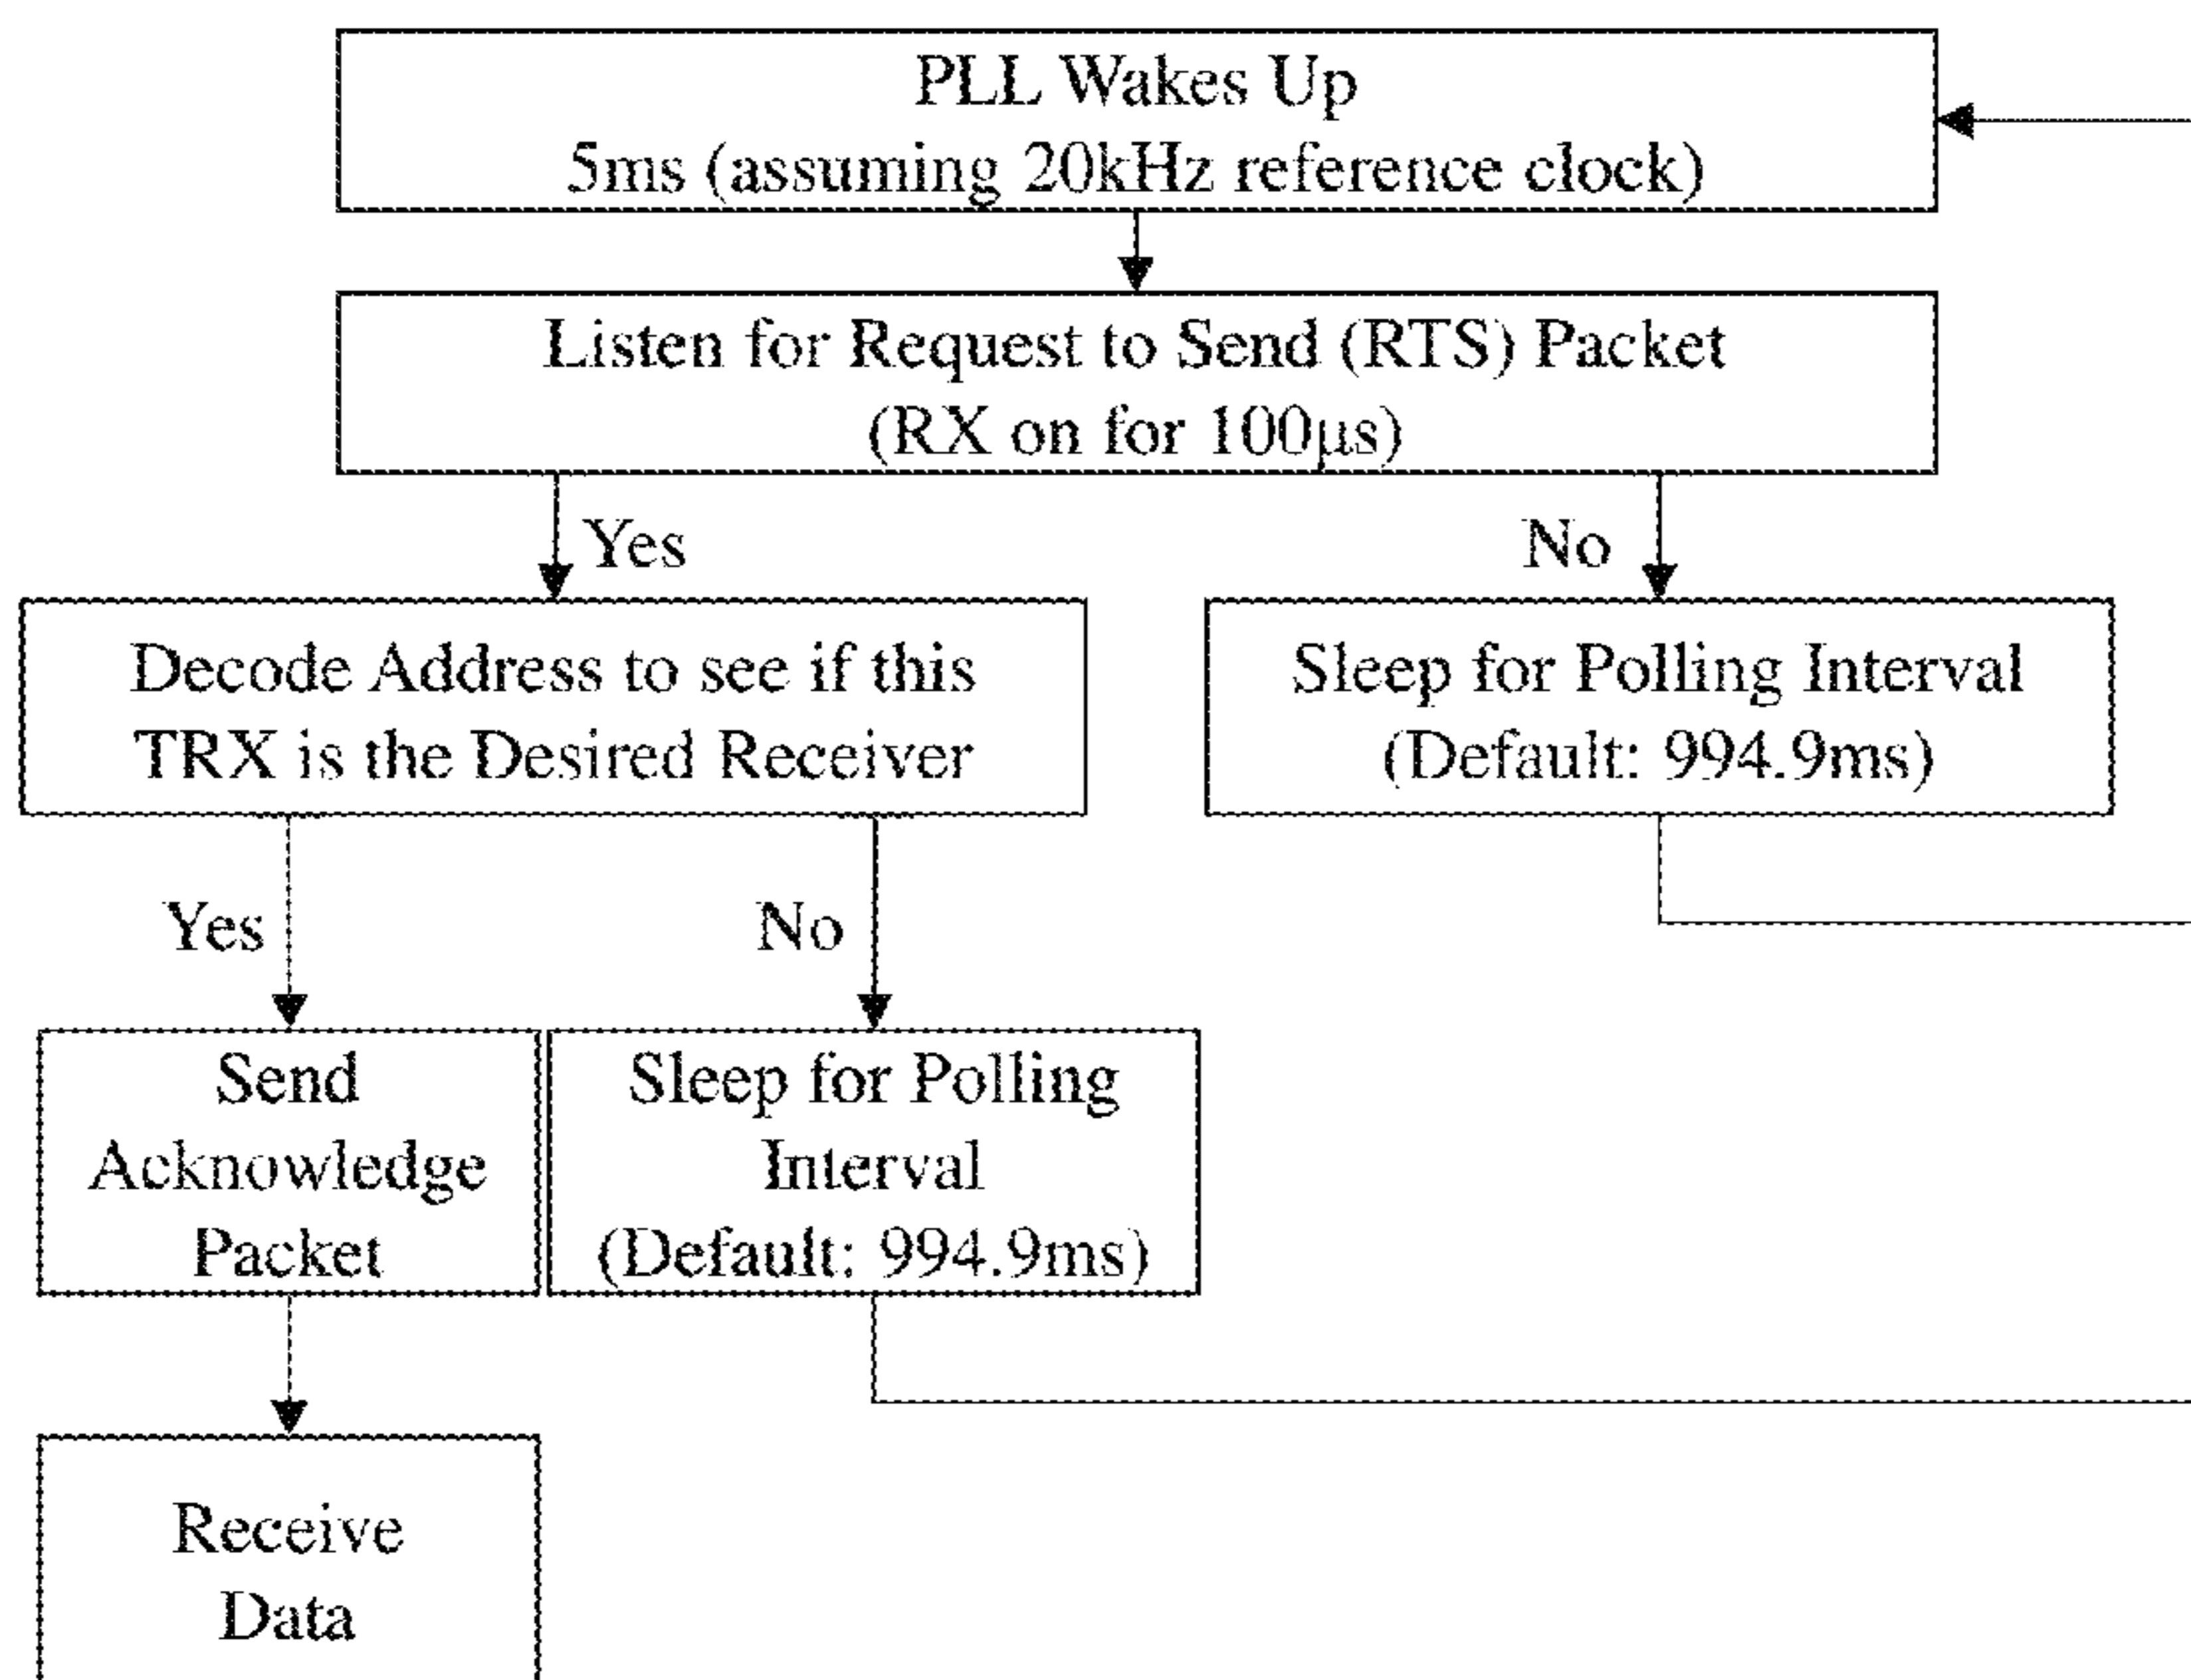 PLL Wakes Up
5ms (assuming 20kHz reference clock)
Listen for Request to Send (RTS) Packet
(RX on for 100μs)
Yes
No
Decode Address to see if this
TRX is the Desired Receiver
Sleep for Polling Interval
(Default: 994.9ms)
Yes
No
Send
Acknowledge
Packet
Sleep for Polling
Interval
(Default: 994.9ms)
Receive
Data